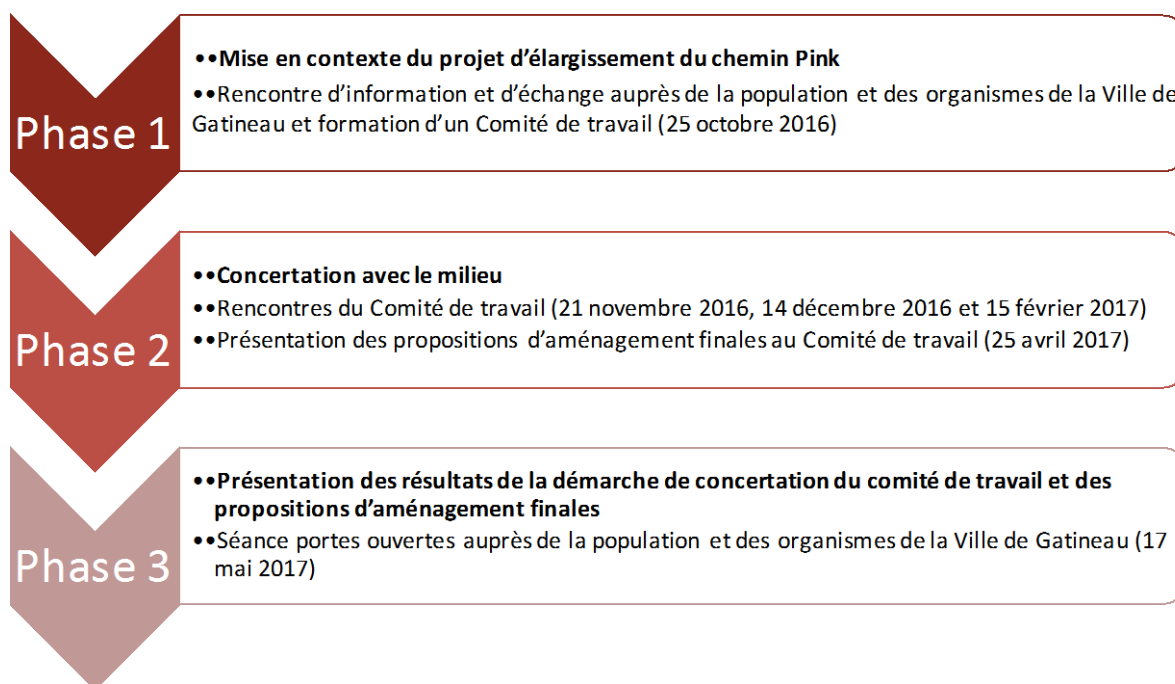 Phase 1
••Mise en contexte du projet d'élargissement du chemin Pink
••Rencontre d'information et d'échange auprès de la population et des organismes de la Ville de
Gatineau et formation d'un Comité de travail (25 octobre 2016)
Phase 2
••Concertation avec le milieu
••Rencontres du Comité de travail (21 novembre 2016, 14 décembre 2016 et 15 février 2017)
••Présentation des propositions d'aménagement finales au Comité de travail (25 avril 2017)
Phase 3
••Présentation des résultats de la démarche de concertation du comité de travail et des
propositions d'aménagement finales
••Séance portes ouvertes auprès de la population et des organismes de la Ville de Gatineau (17
mai 2017)